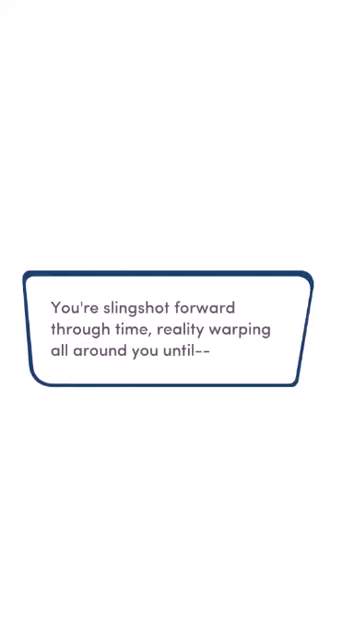 You're slingshot forward
through time, reality warping
all around you until--